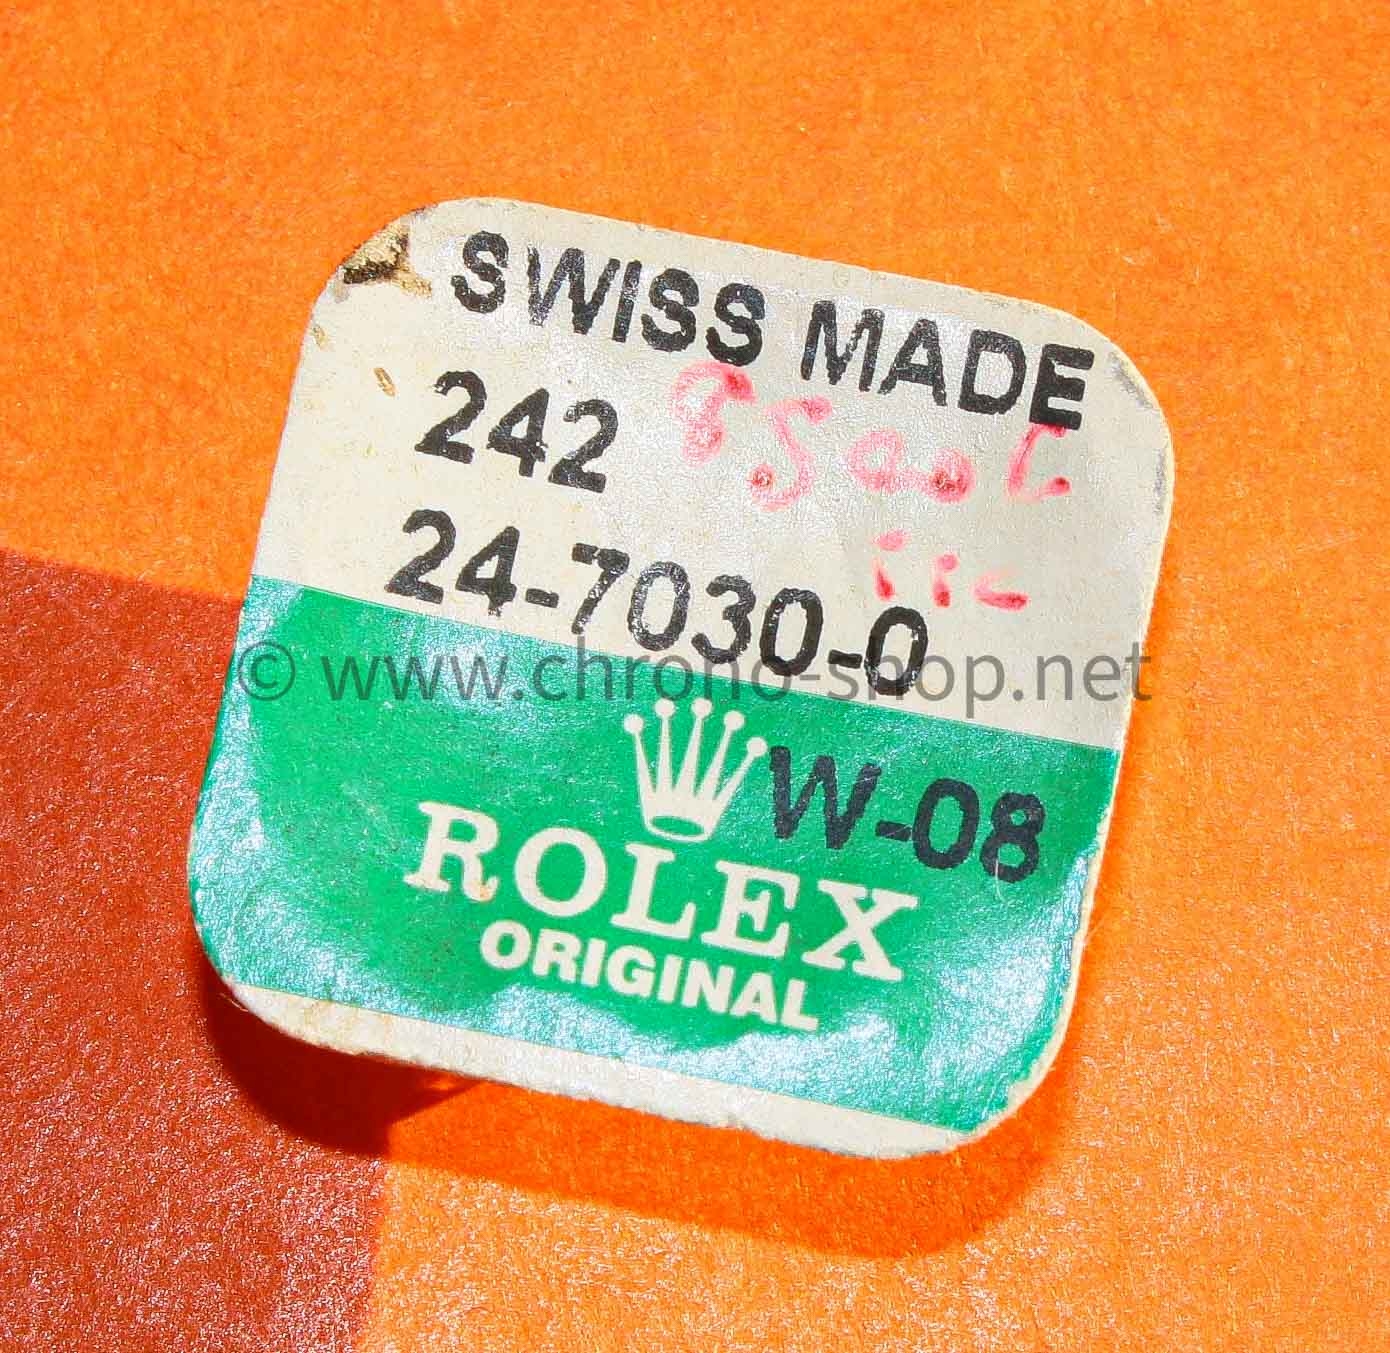 SWISS MADE
242
24-7030-0
© www.chrono-shop.net
W-08
ROLEX
ORIGINAL